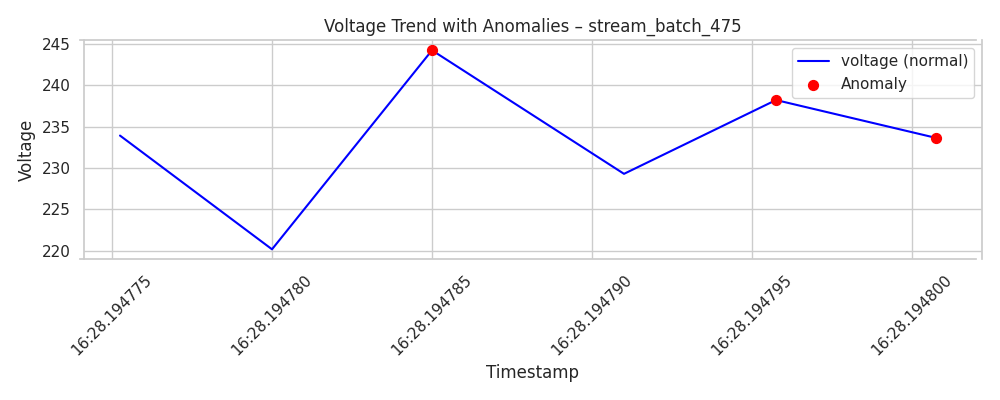 Voltage Trend with Anomalies – stream_batch_475
voltage (normal)
Anomaly
Voltage
245
240
235
230
225
220
16:28.194775
16:28.194780
16:28.194785
16:28.194790
16:28.194795
16:28.194800
Timestamp